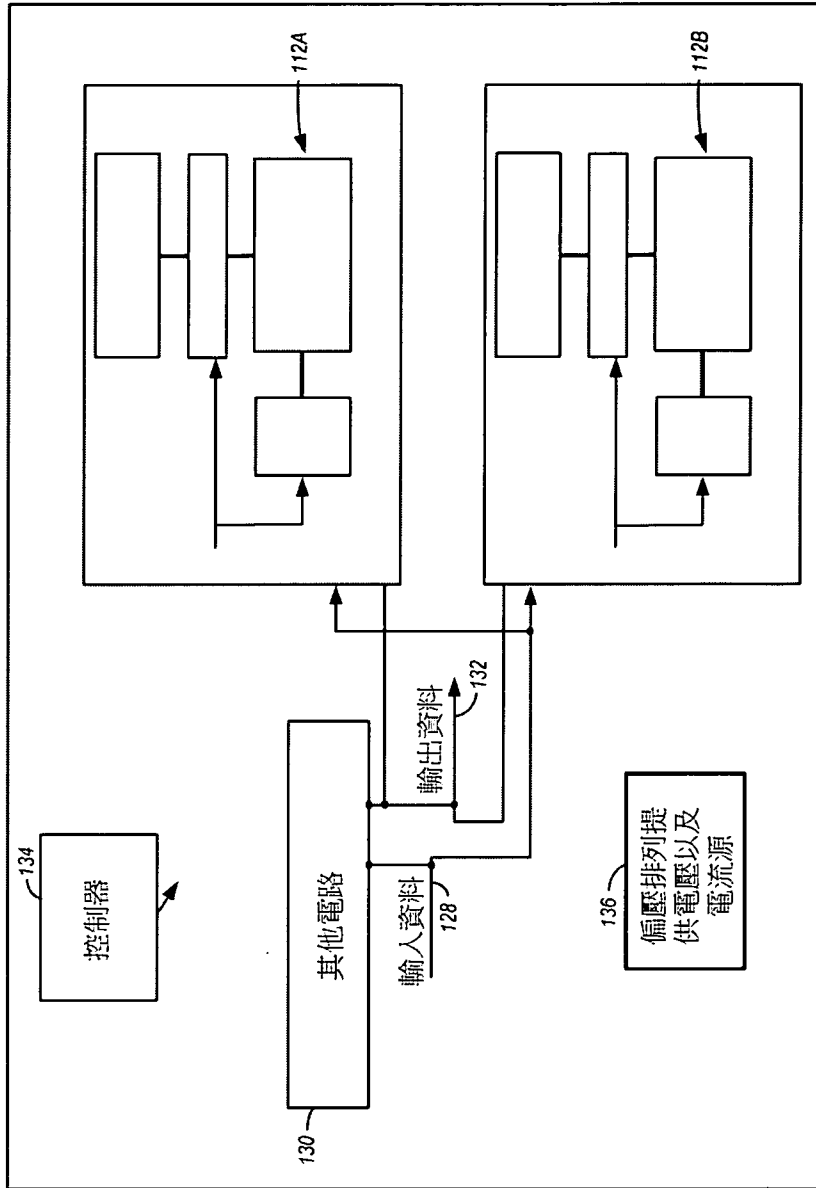 134
控制器
130
其他電路
輸入資料
128
輸出資料
132
136
偏壓排列提
供電壓以及
電流源
112A
112B